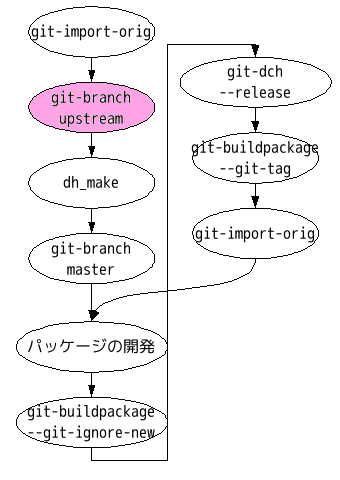 git-import-orig
git-branch
upstream
dh_make
git-branch
master
パッケージの開発
git-buildpackage
--git-ignore-new
git-dch
--release
git-buildpackage
--git-tag
git-import-orig